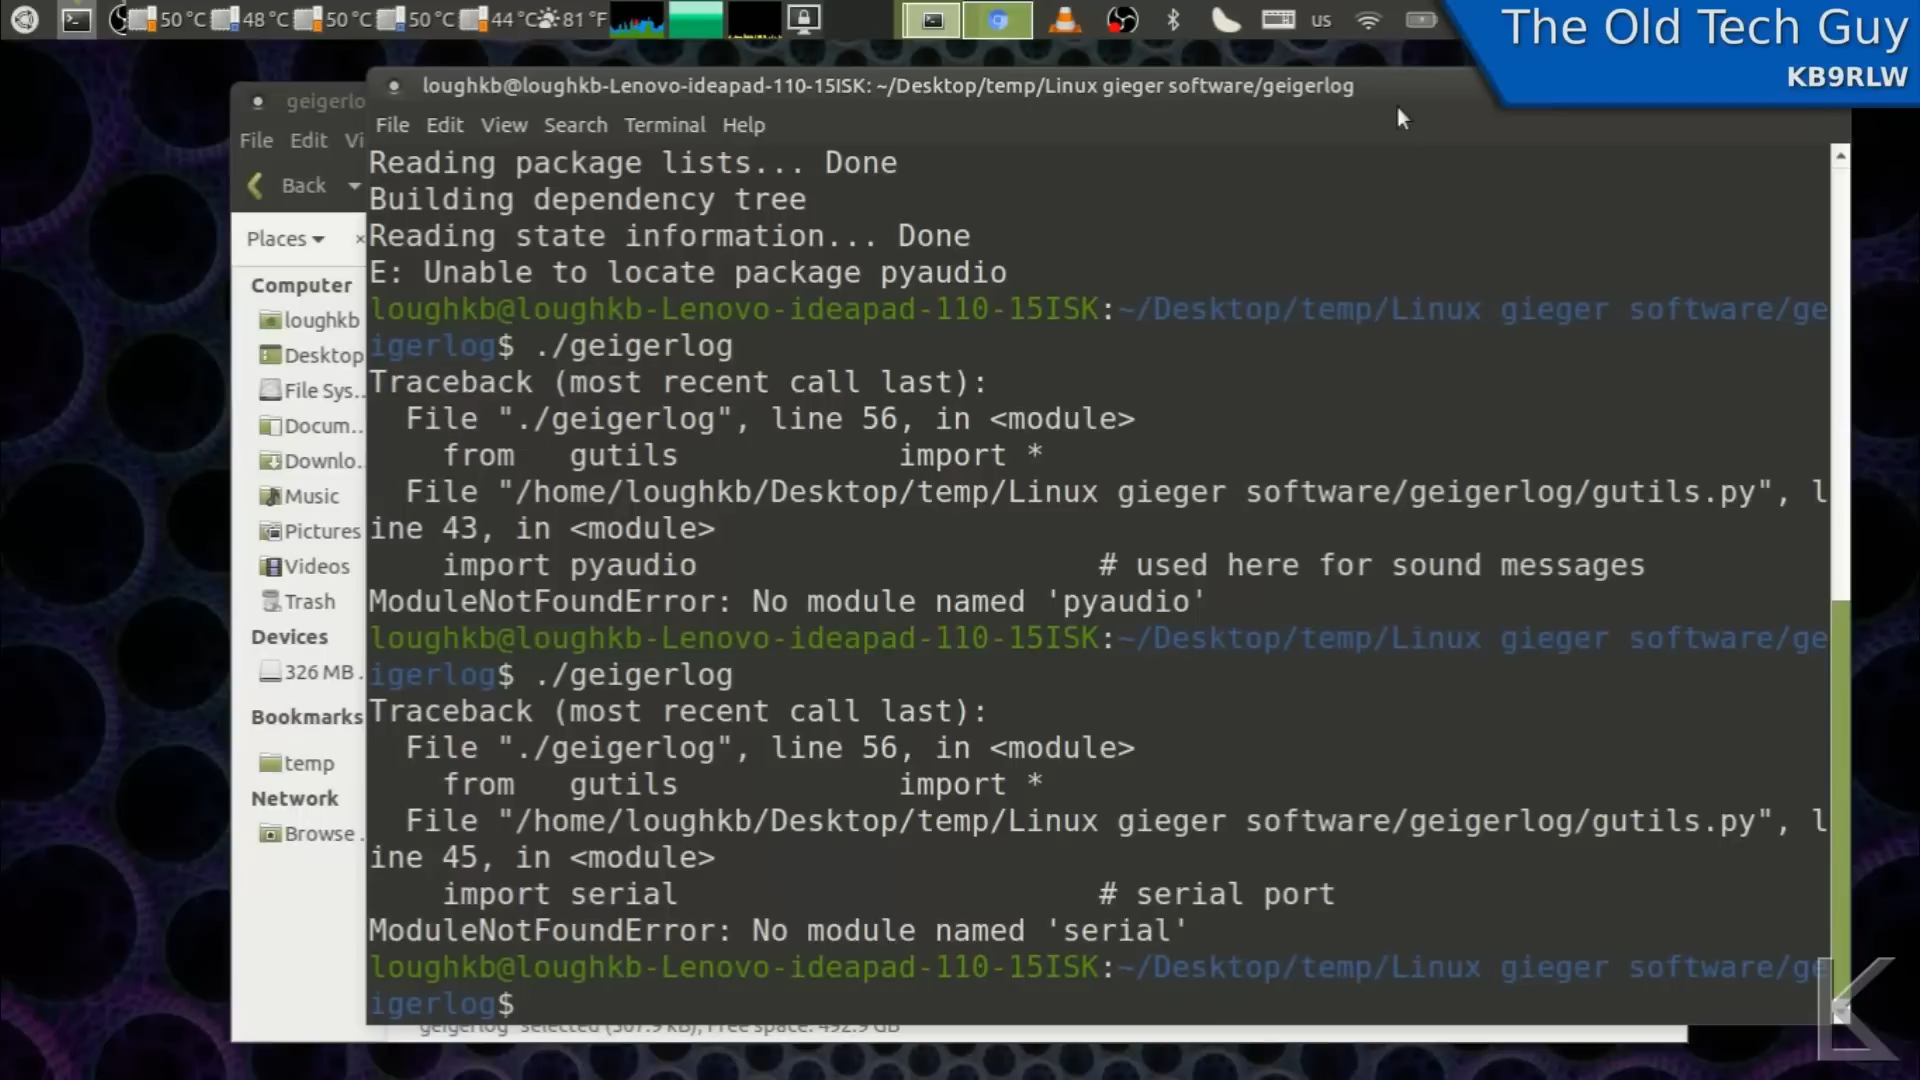 50 °C 48 °C 50 °C 50 °C 44 °C 81 °F us
The Old Tech Guy
KB9RLW
geigerlo
File Edit Vi
Back
Places
Computer
loughkb
Desktop
File Sys..
Docum..
Downlo..
Music
Pictures
Videos
Trash
Devices
326 MB .
Bookmarks
temp
Network
Browse .
loughkb@loughkb-Lenovo-ideapad-110-15ISK: ~/Desktop/temp/Linux gieger software/geigerlog
File Edit View Search Terminal Help
Reading package lists... Done
Building dependency tree
Reading state information... Done
E: Unable to locate package pyaudio
loughkb@loughkb-Lenovo-ideapad-110-15ISK:~/Desktop/temp/Linux gieger software/ge
igerlog$ ./geigerlog
Traceback (most recent call last):
File "./geigerlog", line 56, in <module>
from gutils import *
File "/home/loughkb/Desktop/temp/Linux gieger software/geigerlog/gutils.py", l
ine 43, in <module>
import pyaudio # used here for sound messages
ModuleNotFoundError: No module named 'pyaudio'
loughkb@loughkb-Lenovo-ideapad-110-15ISK:~/Desktop/temp/Linux gieger software/ge
igerlog$ ./geigerlog
Traceback (most recent call last):
File "./geigerlog", line 56, in <module>
from gutils import *
File "/home/loughkb/Desktop/temp/Linux gieger software/geigerlog/gutils.py", l
ine 45, in <module>
import serial # serial port
ModuleNotFoundError: No module named 'serial'
loughkb@loughkb-Lenovo-ideapad-110-15ISK:~/Desktop/temp/Linux gieger software/ge
igerlog$
"geigerlog" selected (507.9 kB), Free space: 492.9 GB
K